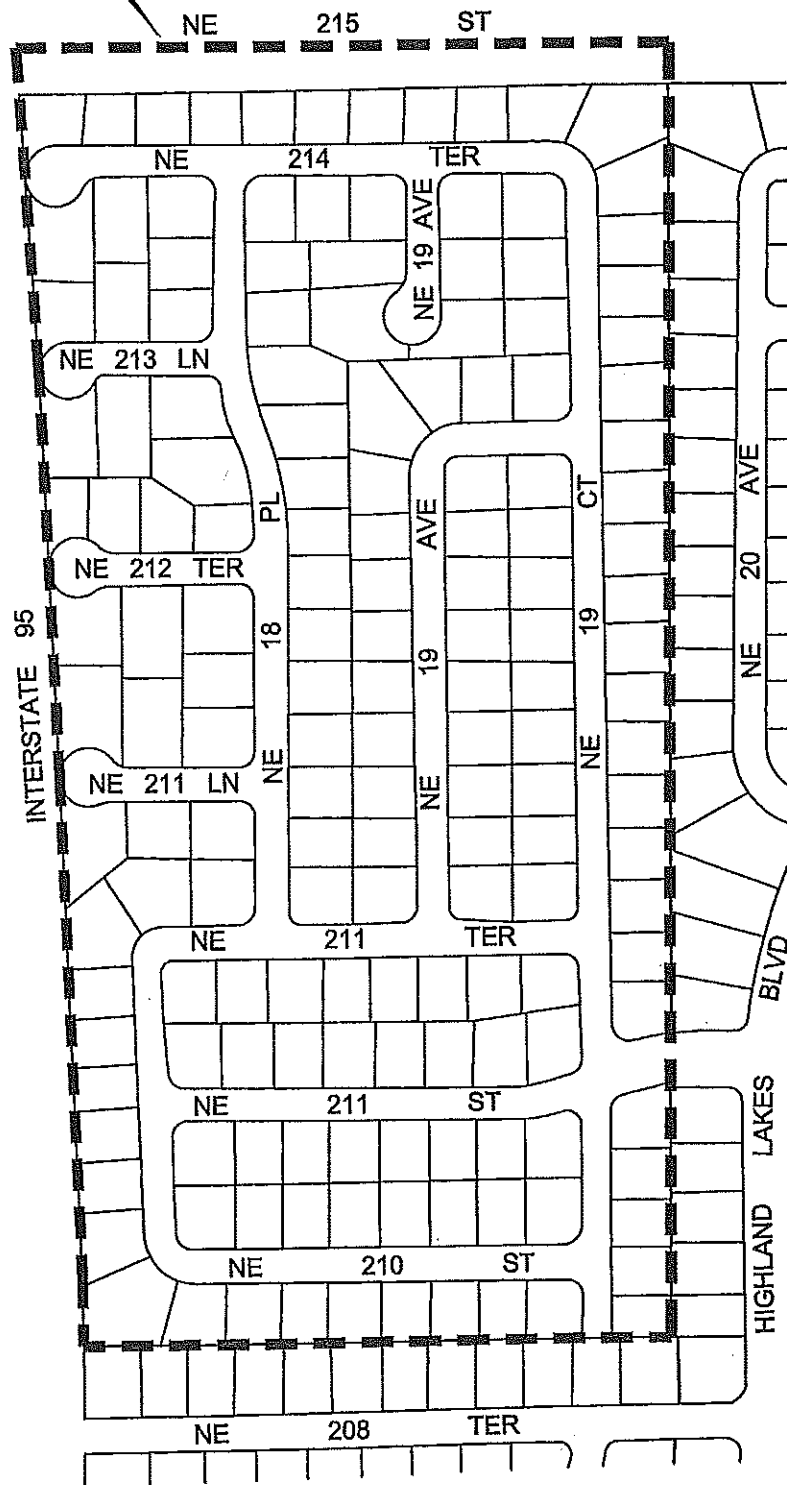 NE 215 ST
NE 214 TER
NE 19 AVE
NE 213 LN
NE 212 TER
NE 18 PL
NE 19 AVE
NE 19 CT
NE 20 AVE
INTERSTATE 95
NE 211 LN
NE 211 TER
NE 211 ST
NE 210 ST
HIGHLAND LAKES BLVD
NE 208 TER